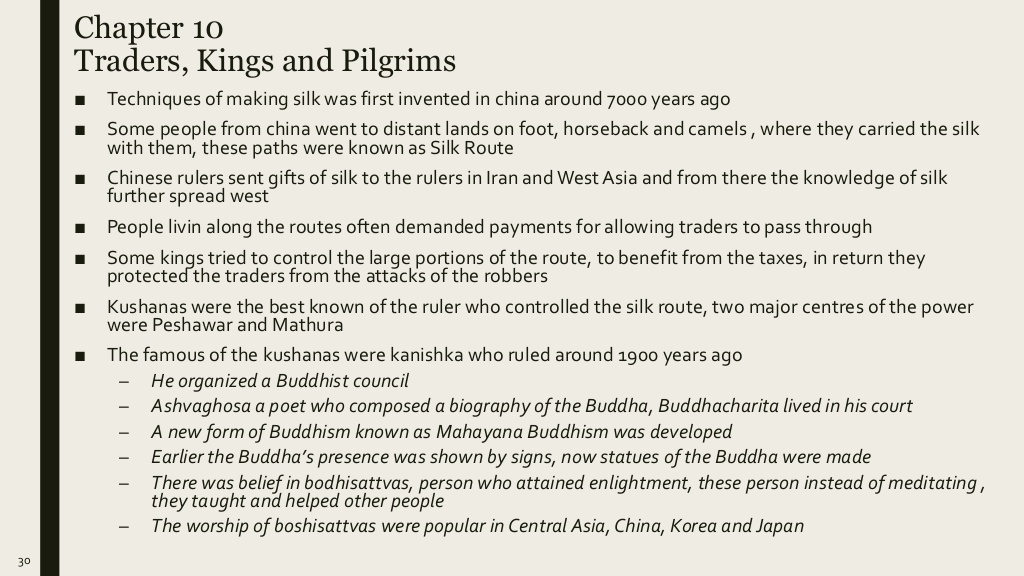 Chapter 10
Traders, Kings and Pilgrims
■ Techniques of making silk was first invented in china around 7000 years ago
■ Some people from china went to distant lands on foot, horseback and camels , where they carried the silk
with them, these paths were known as Silk Route
■ Chinese rulers sent gifts of silk to the rulers in Iran and West Asia and from there the knowledge of silk
further spread west
■ People livin along the routes often demanded payments for allowing traders to pass through
■ Some kings tried to control the large portions of the route, to benefit from the taxes, in return they
protected the traders from the attacks of the robbers
■ Kushanas were the best known of the ruler who controlled the silk route, two major centres of the power
were Peshawar and Mathura
■ The famous of the kushanas were kanishka who ruled around 1900 years ago
– He organized a Buddhist council
– Ashvaghosa a poet who composed a biography of the Buddha, Buddhacharita lived in his court
– A new form of Buddhism known as Mahayana Buddhism was developed
– Earlier the Buddha’s presence was shown by signs, now statues of the Buddha were made
– There was belief in bodhisattvas, person who attained enlightment, these person instead of meditating ,
they taught and helped other people
– The worship of boshisattvas were popular in Central Asia, China, Korea and Japan
30